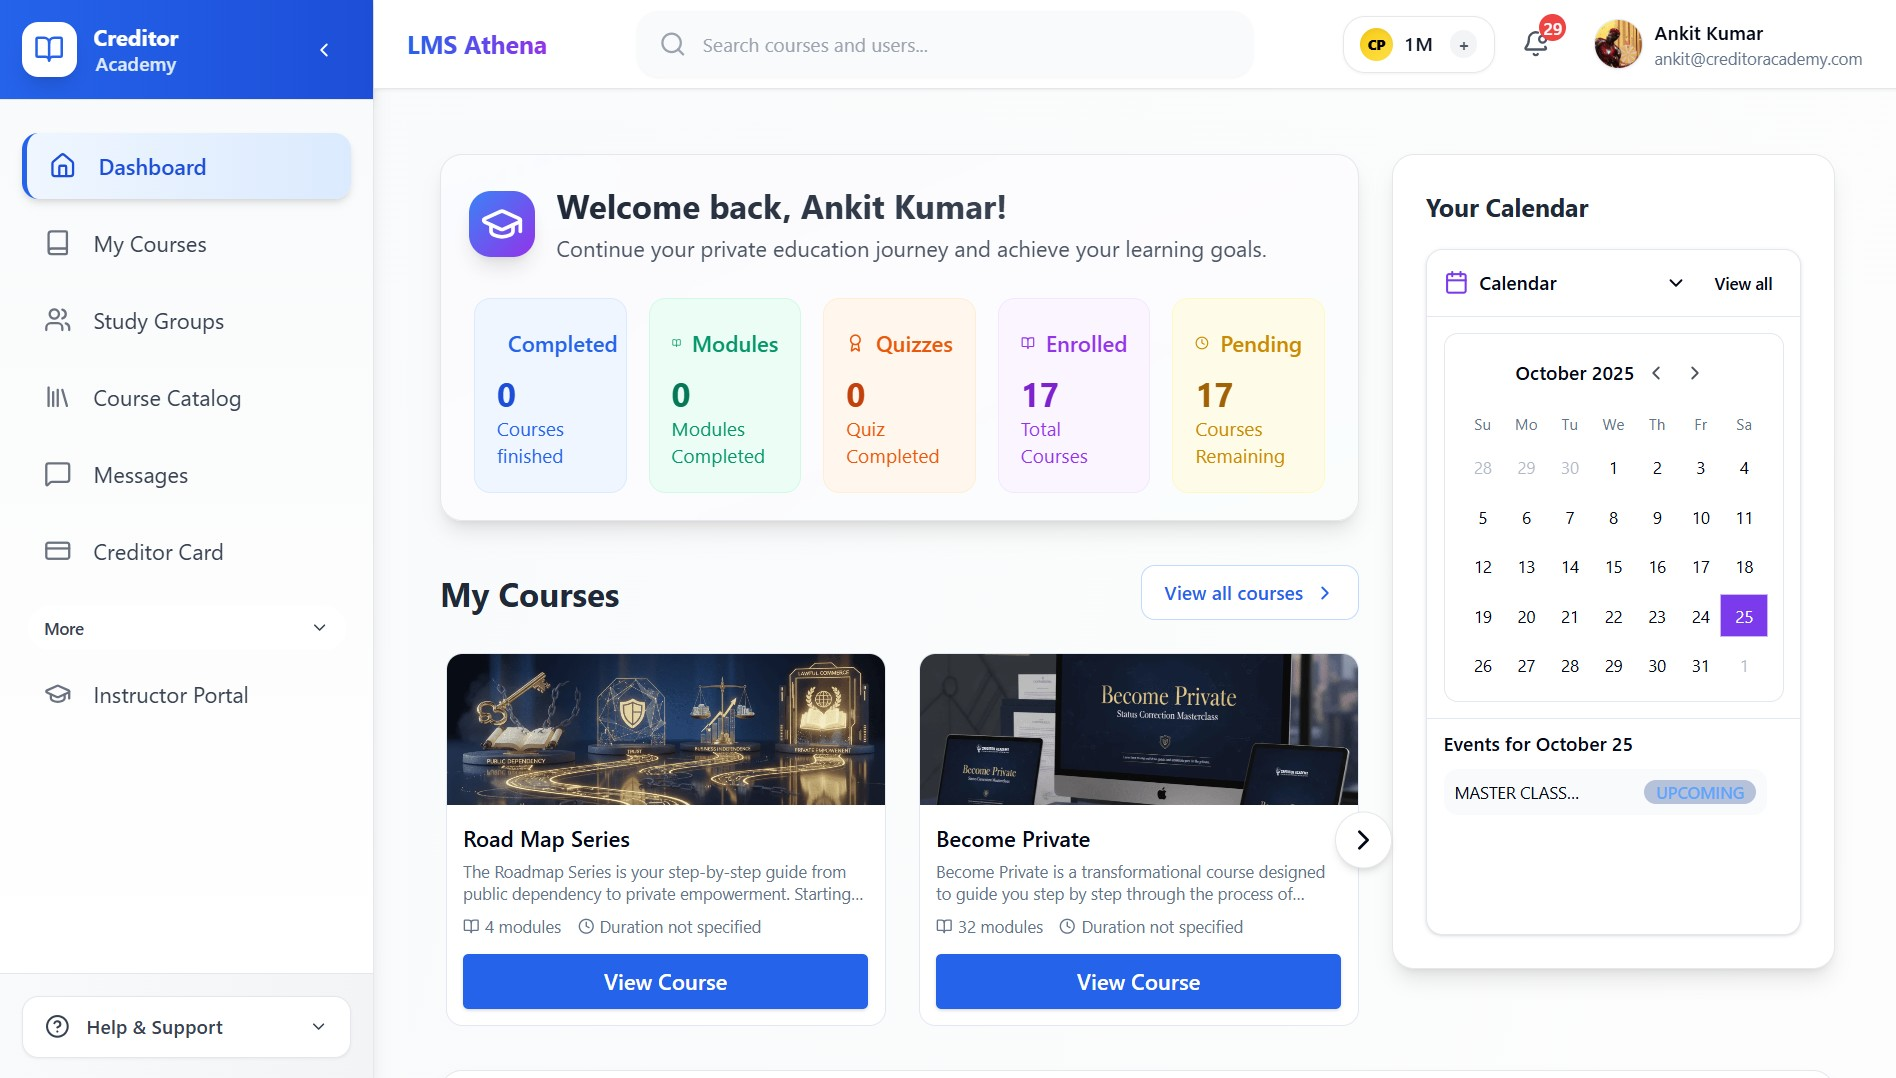 Creditor
Academy
LMS Athena
Search courses and users...
CP 1M +
29
Ankit Kumar
ankit@creditoracademy.com
Dashboard
My Courses
Study Groups
Course Catalog
Messages
Creditor Card
More
Instructor Portal
Help & Support
Welcome back, Ankit Kumar!
Continue your private education journey and achieve your learning goals.
Completed
0
Courses
finished
Modules
0
Modules
Completed
Quizzes
0
Quiz
Completed
Enrolled
17
Total
Courses
Pending
17
Courses
Remaining
My Courses
View all courses
LAWFUL COMMERCE
PUBLIC DEPENDENCY
TRUST
BUSINESS INDEPENDENCE
PRIVATE EMPOWERMENT
Road Map Series
The Roadmap Series is your step-by-step guide from
public dependency to private empowerment. Starting...
4 modules Duration not specified
View Course
Become Private
Status Correction Masterclass
Become Private
Become Private
Become Private is a transformational course designed
to guide you step by step through the process of...
32 modules Duration not specified
View Course
Your Calendar
Calendar View all
October 2025
Su Mo Tu We Th Fr Sa
28 29 30 1 2 3 4
5 6 7 8 9 10 11
12 13 14 15 16 17 18
19 20 21 22 23 24 25
26 27 28 29 30 31 1
Events for October 25
MASTER CLASS... UPCOMING